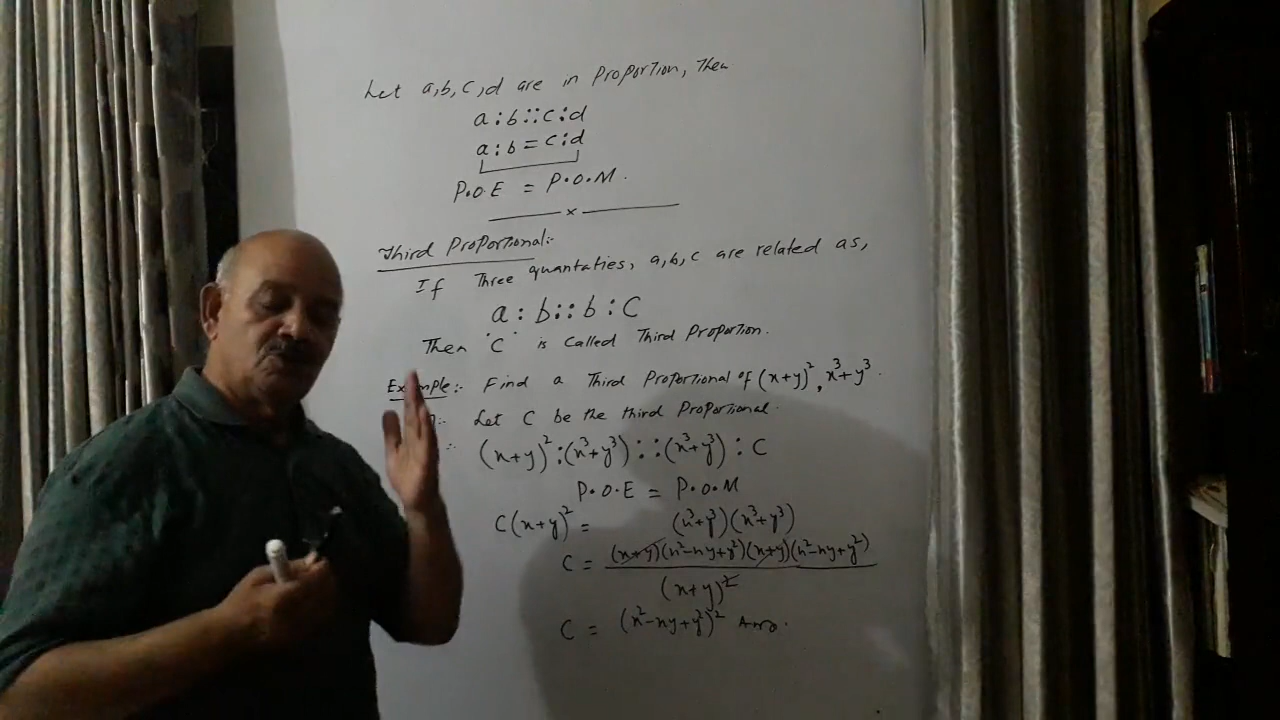 Let a,b,c,d are in Proportion, Then
a:b::c:d
a:b = c:d
P.O.E = P.O.M.
x
Third Proportional:-
If Three quantaties, a,b,c are related as,
a : b :: b : C
Then 'C' is called Third Proportion.
Example:- Find a Third Proportional of (x+y)², x³+y³.
Let C be the third Proportional.
∴ (x+y)² : (x³+y³) :: (x³+y³) : C
P.O.E = P.O.M
C(x+y)² = (x³+y³)(x³+y³)
C = (x+y)(x²-xy+y²)(x+y)(x²-xy+y²)
(x+y)²
C = (x²-xy+y²)² Ans.